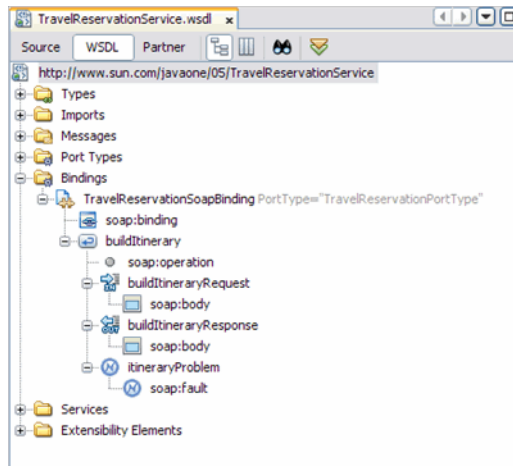 TravelReservationService.wsdl x
Source WSDL Partner
http://www.sun.com/javaone/05/TravelReservationService
Types
Imports
Messages
Port Types
Bindings
TravelReservationSoapBinding PortType="TravelReservationPortType"
soap:binding
buildItinerary
soap:operation
buildItineraryRequest
soap:body
buildItineraryResponse
soap:body
itineraryProblem
soap:fault
Services
Extensibility Elements